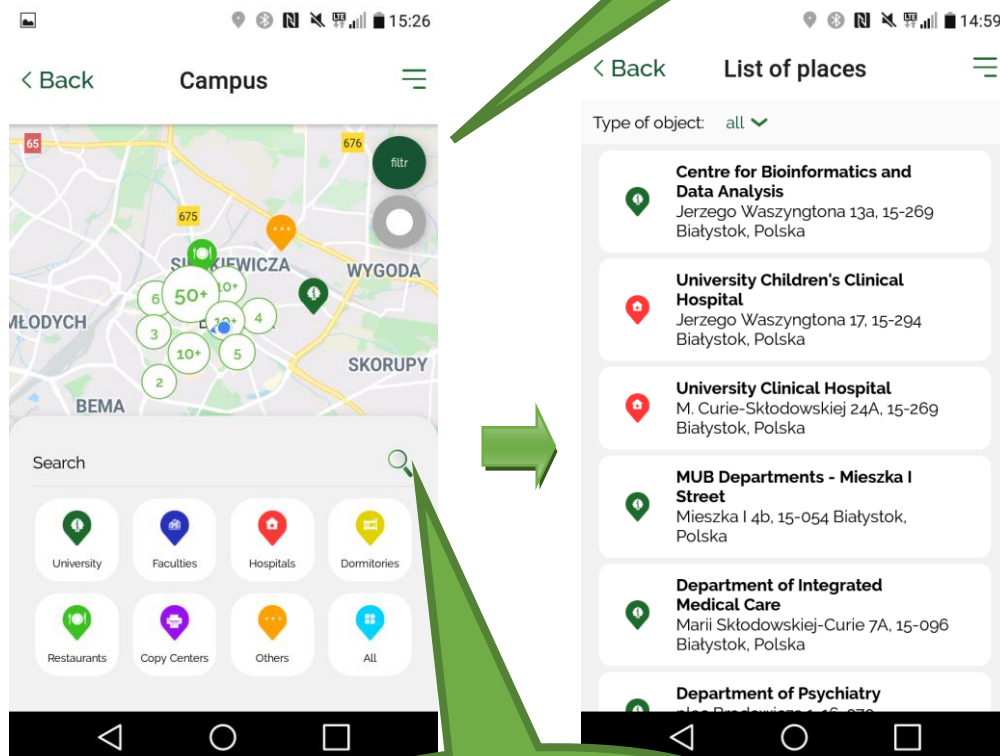 15:26
< Back
Campus
65
676
filtr
675
WYGODA
6
50+
10+
4
MŁODYCH
3
10+
5
SKORUPY
2
BEMA
Search
University
Faculties
Hospitals
Dormitories
Restaurants
Copy Centers
Others
All
14:59
< Back
List of places
Type of object: all
Centre for Bioinformatics and
Data Analysis
Jerzego Waszyngtona 13a, 15-269
Białystok, Polska
University Children's Clinical
Hospital
Jerzego Waszyngtona 17, 15-294
Białystok, Polska
University Clinical Hospital
M. Curie-Skłodowskiej 24A, 15-269
Białystok, Polska
MUB Departments - Mieszka I
Street
Mieszka I 4b, 15-054 Białystok,
Polska
Department of Integrated
Medical Care
Marii Skłodowskiej-Curie 7A, 15-096
Białystok, Polska
Department of Psychiatry